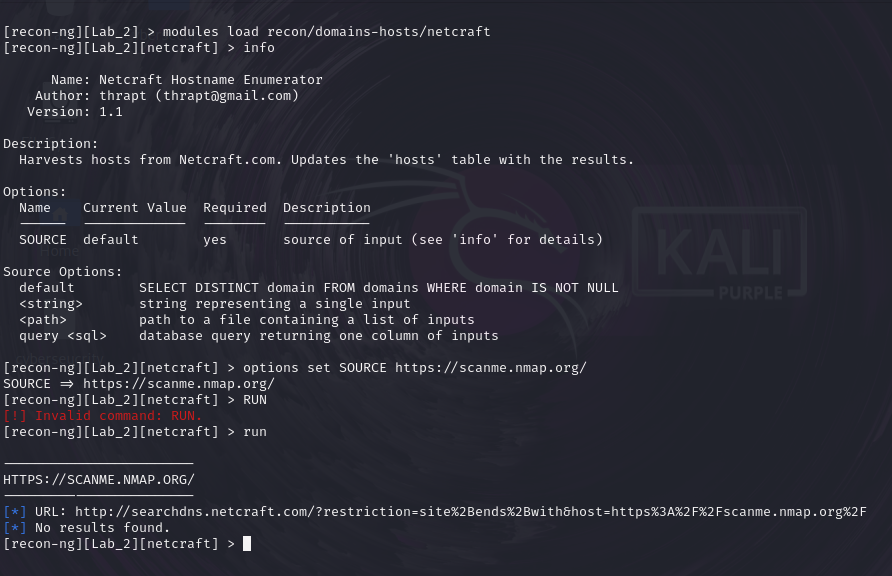 [recon-ng][Lab_2] > modules load recon/domains-hosts/netcraft
[recon-ng][Lab_2][netcraft] > info
Name: Netcraft Hostname Enumerator
Author: thrapt (thrapt@gmail.com)
Version: 1.1
Description:
Harvests hosts from Netcraft.com. Updates the 'hosts' table with the results.
Options:
Name Current Value Required Description
SOURCE default yes source of input (see 'info' for details)
Source Options:
default SELECT DISTINCT domain FROM domains WHERE domain IS NOT NULL
<string> string representing a single input
<path> path to a file containing a list of inputs
query <sql> database query returning one column of inputs
[recon-ng][Lab_2][netcraft] > options set SOURCE https://scanme.nmap.org/
SOURCE => https://scanme.nmap.org/
[recon-ng][Lab_2][netcraft] > RUN
[!] Invalid command: RUN.
[recon-ng][Lab_2][netcraft] > run
HTTPS://SCANME.NMAP.ORG/
[*] URL: http://searchdns.netcraft.com/?restriction=site%2Bends%2Bwith&host=https%3A%2F%2Fscanme.nmap.org%2F
[*] No results found.
[recon-ng][Lab_2][netcraft] >
KALI
PURPLE
Home